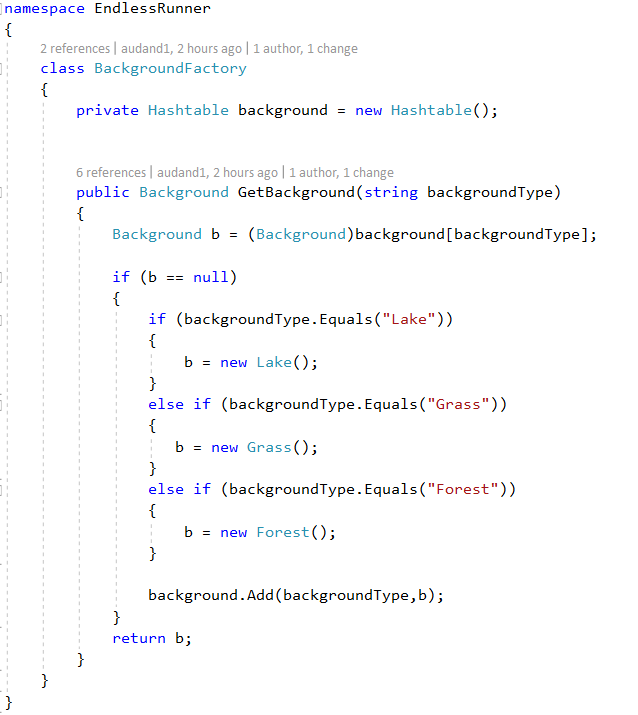 namespace EndlessRunner
{
2 references | audand1, 2 hours ago | 1 author, 1 change
class BackgroundFactory
{
private Hashtable background = new Hashtable();
6 references | audand1, 2 hours ago | 1 author, 1 change
public Background GetBackground(string backgroundType)
{
Background b = (Background)background[backgroundType];
if (b == null)
{
if (backgroundType.Equals("Lake"))
{
b = new Lake();
}
else if (backgroundType.Equals("Grass"))
{
b = new Grass();
}
else if (backgroundType.Equals("Forest"))
{
b = new Forest();
}
background.Add(backgroundType,b);
}
return b;
}
}
}